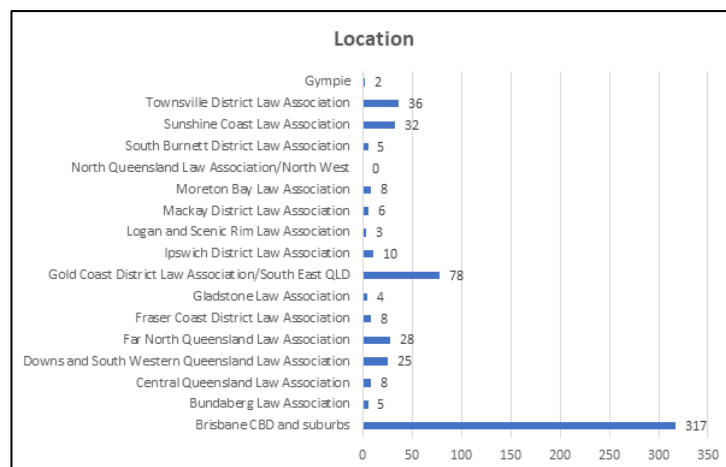 Location
Gympie 2
Townsville District Law Association 36
Sunshine Coast Law Association 32
South Burnett District Law Association 5
North Queensland Law Association/North West 0
Moreton Bay Law Association 8
Mackay District Law Association 6
Logan and Scenic Rim Law Association 3
Ipswich District Law Association 10
Gold Coast District Law Association/South East QLD 78
Gladstone Law Association 4
Fraser Coast District Law Association 8
Far North Queensland Law Association 28
Downs and South Western Queensland Law Association 25
Central Queensland Law Association 8
Bundaberg Law Association 5
Brisbane CBD and suburbs 317
0 50 100 150 200 250 300 350